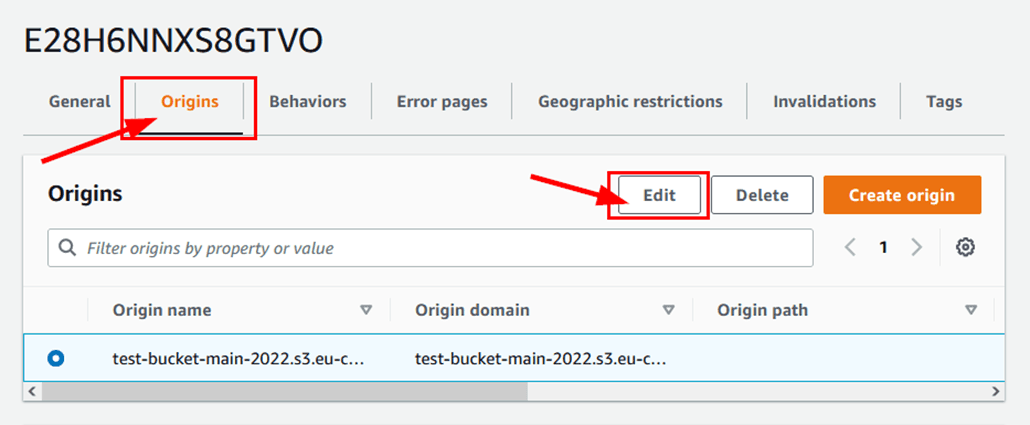 E28H6NNXS8GTVO
General Origins Behaviors Error pages Geographic restrictions Invalidations Tags
Origins Edit Delete Create origin
Filter origins by property or value 1
Origin name Origin domain Origin path
test-bucket-main-2022.s3.eu-c... test-bucket-main-2022.s3.eu-c...